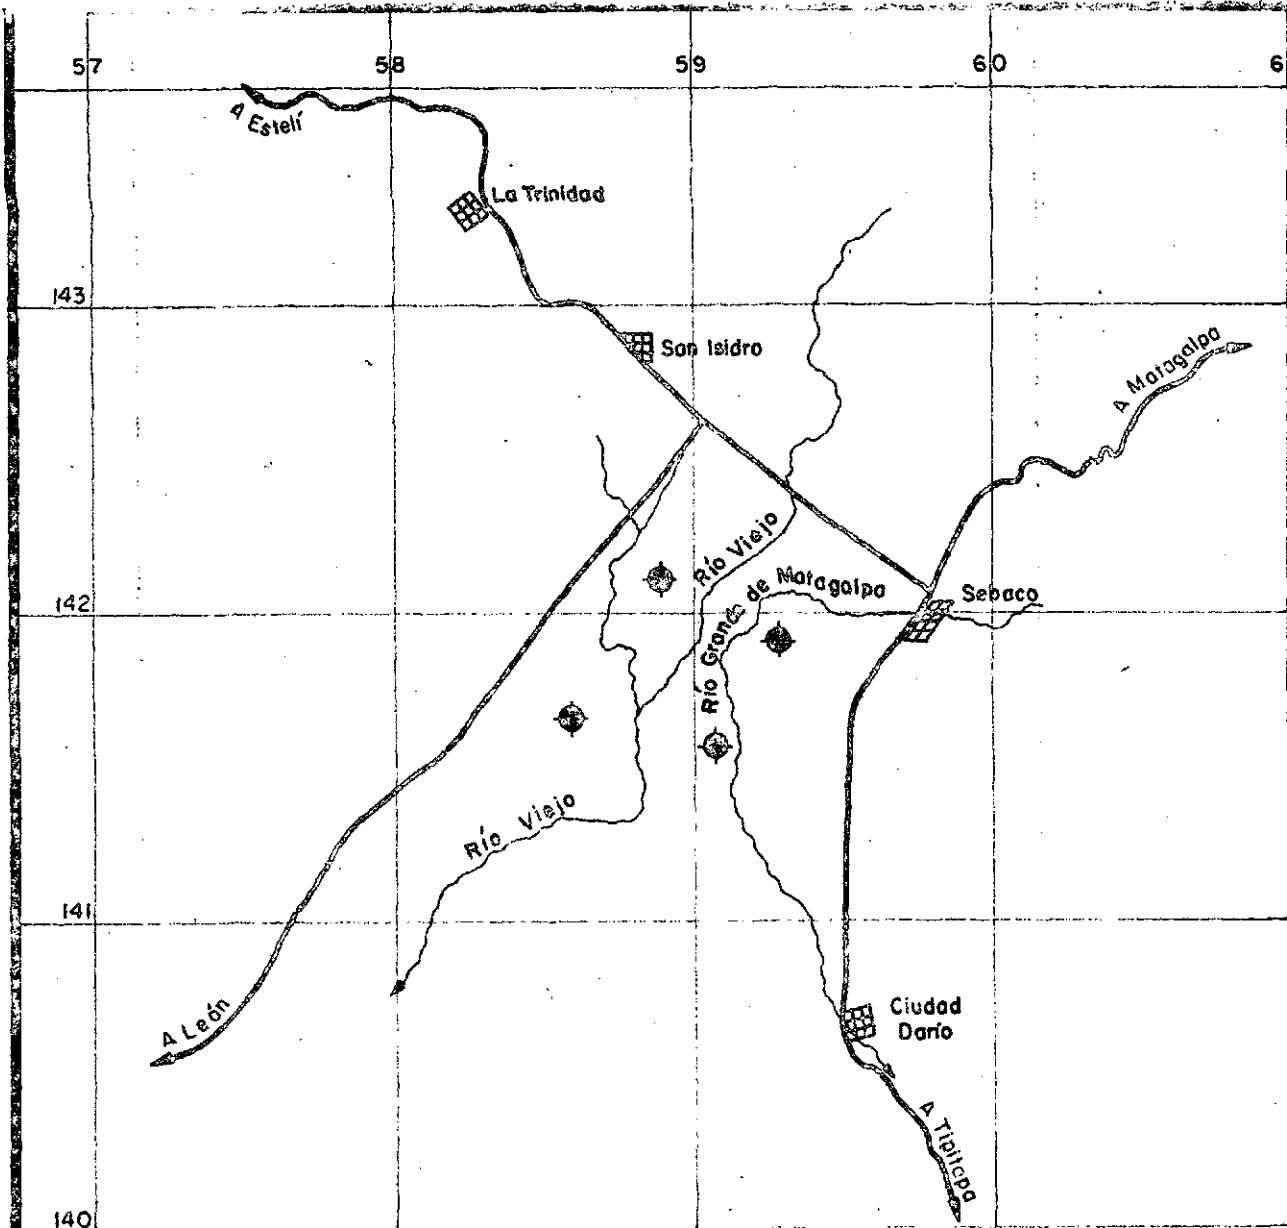 57 58 59 60 6
A Estelí
La Trinidad
143
San Isidro
A Matagalpa
Río Viejo
Río Grande de Matagalpa
142
Sebaco
Río Viejo
141
A León
Ciudad
Darío
A Tipitapa
140